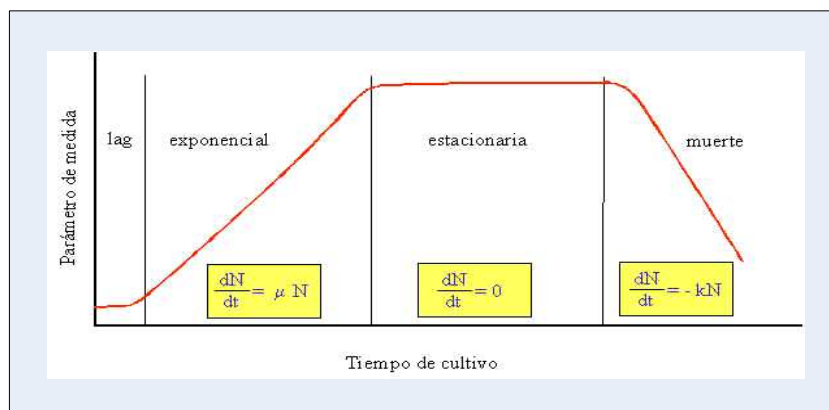 Parámetro de medida
lag
exponencial
estacionaria
muerte
dN/dt = μ N
dN/dt = 0
dN/dt = - kN
Tiempo de cultivo